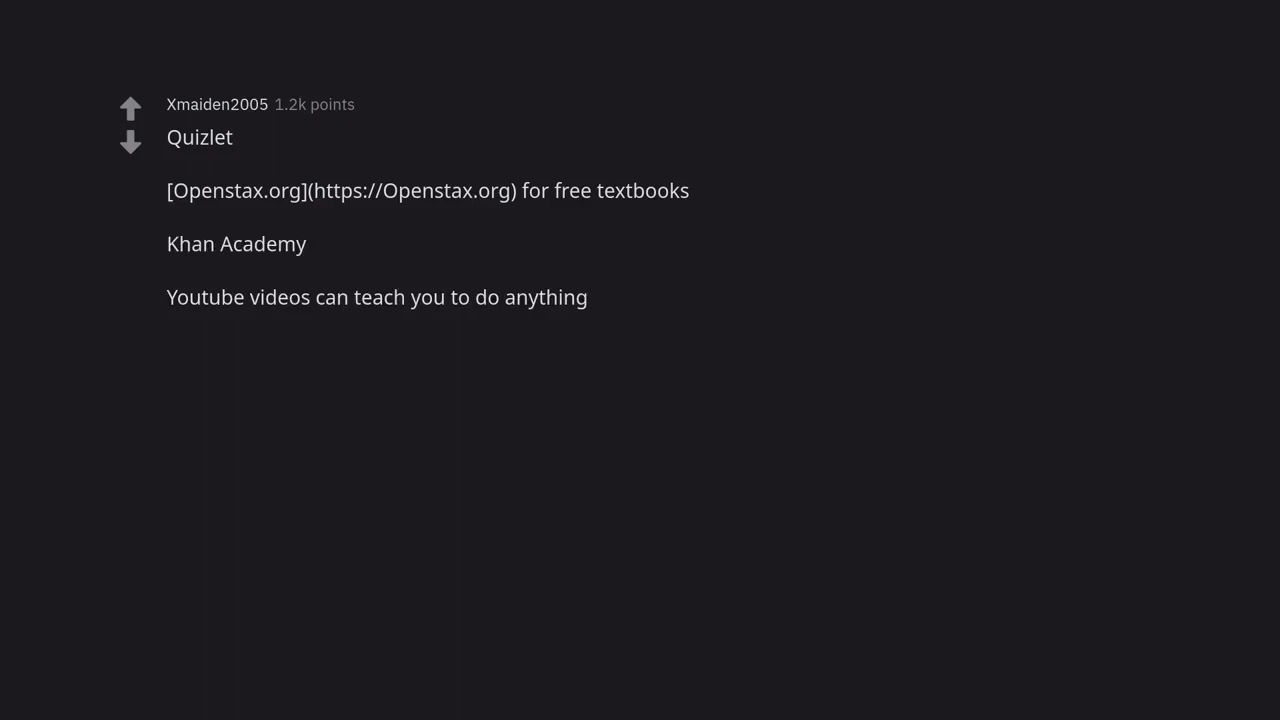 Xmaiden2005 1.2k points
Quizlet
[Openstax.org](https://Openstax.org) for free textbooks
Khan Academy
Youtube videos can teach you to do anything